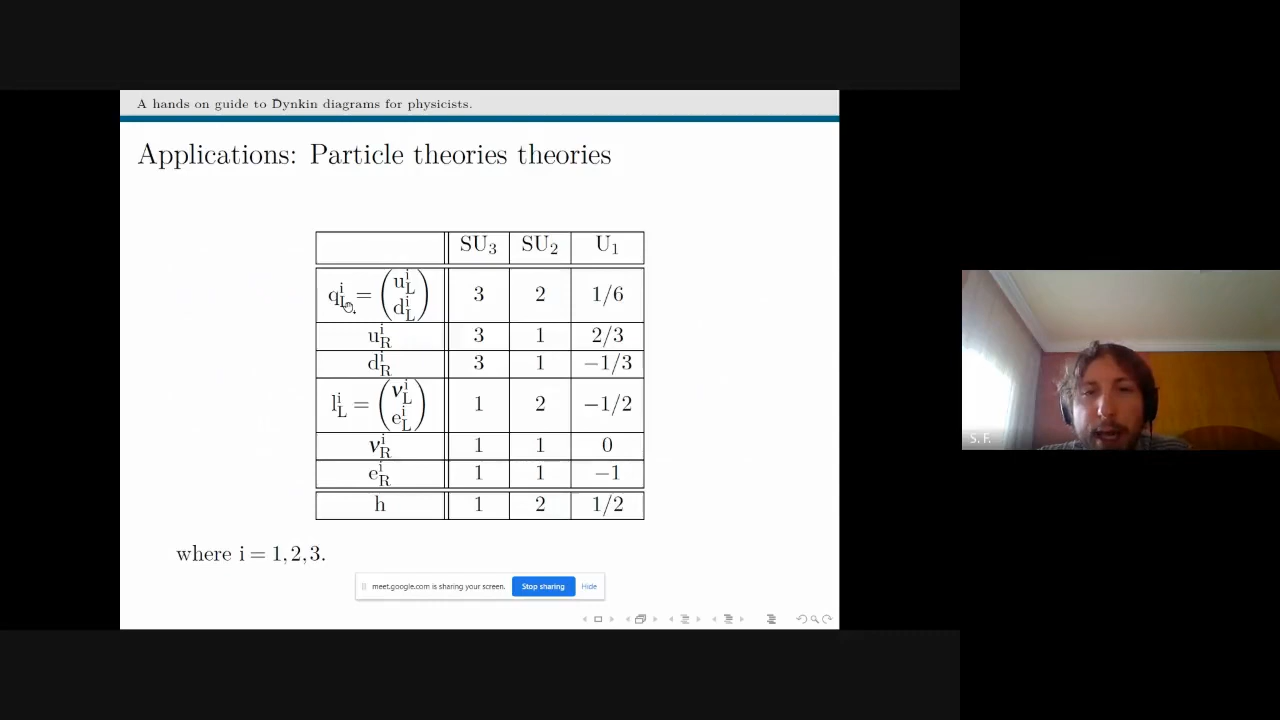 A hands on guide to Dynkin diagrams for physicists.
Applications: Particle theories theories
SU₃ SU₂ U₁
qⁱ_L = (uⁱ_L dⁱ_L) 3 2 1/6
uⁱ_R 3 1 2/3
dⁱ_R 3 1 −1/3
lⁱ_L = (νⁱ_L eⁱ_L) 1 2 −1/2
νⁱ_R 1 1 0
eⁱ_R 1 1 −1
h 1 2 1/2
where i = 1, 2, 3.
meet.google.com is sharing your screen. Stop sharing Hide
S. F.